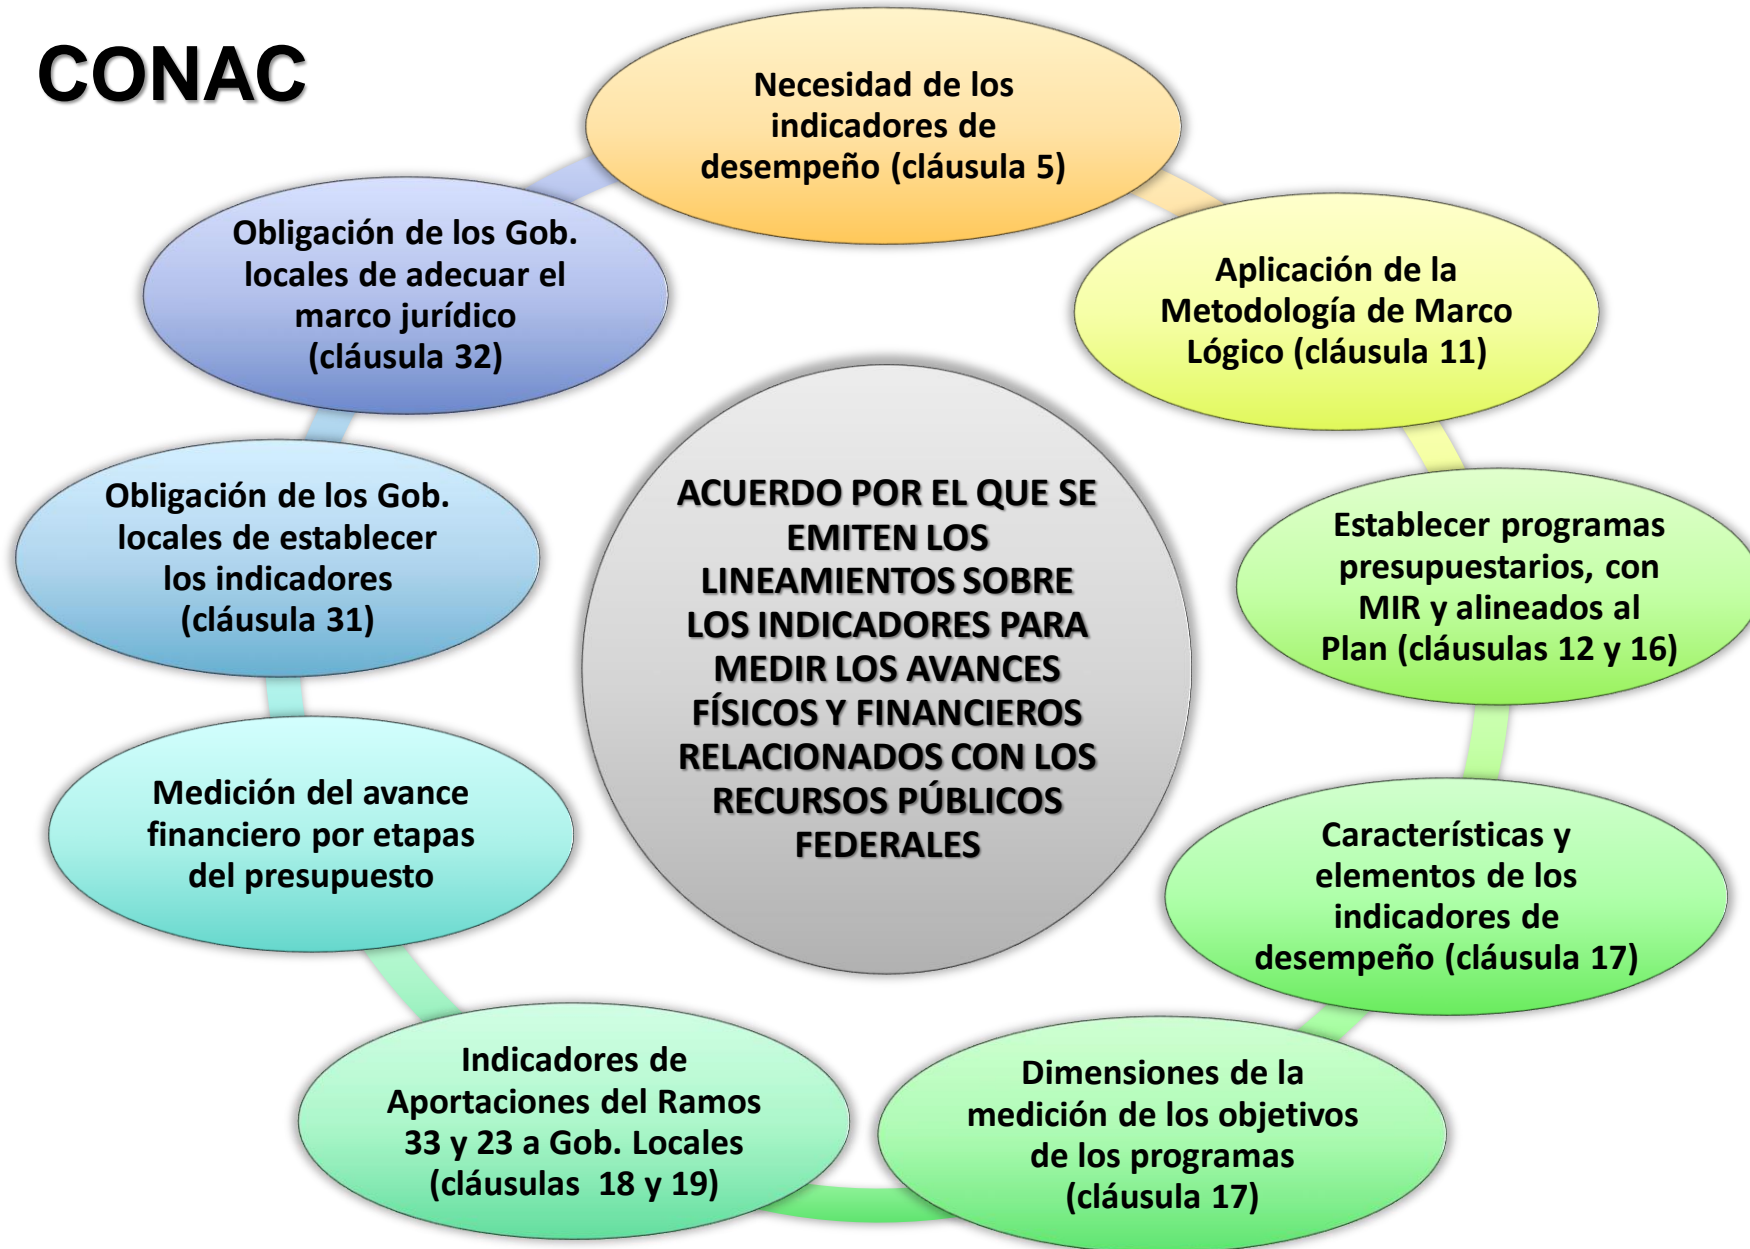 CONAC
Necesidad de los
indicadores de
desempeño (cláusula 5)
Aplicación de la
Metodología de Marco
Lógico (cláusula 11)
Establecer programas
presupuestarios, con
MIR y alineados al
Plan (cláusulas 12 y 16)
Características y
elementos de los
indicadores de
desempeño (cláusula 17)
Dimensiones de la
medición de los objetivos
de los programas
(cláusula 17)
Indicadores de
Aportaciones del Ramos
33 y 23 a Gob. Locales
(cláusulas 18 y 19)
Medición del avance
financiero por etapas
del presupuesto
Obligación de los Gob.
locales de establecer
los indicadores
(cláusula 31)
Obligación de los Gob.
locales de adecuar el
marco jurídico
(cláusula 32)
ACUERDO POR EL QUE SE
EMITEN LOS
LINEAMIENTOS SOBRE
LOS INDICADORES PARA
MEDIR LOS AVANCES
FÍSICOS Y FINANCIEROS
RELACIONADOS CON LOS
RECURSOS PÚBLICOS
FEDERALES